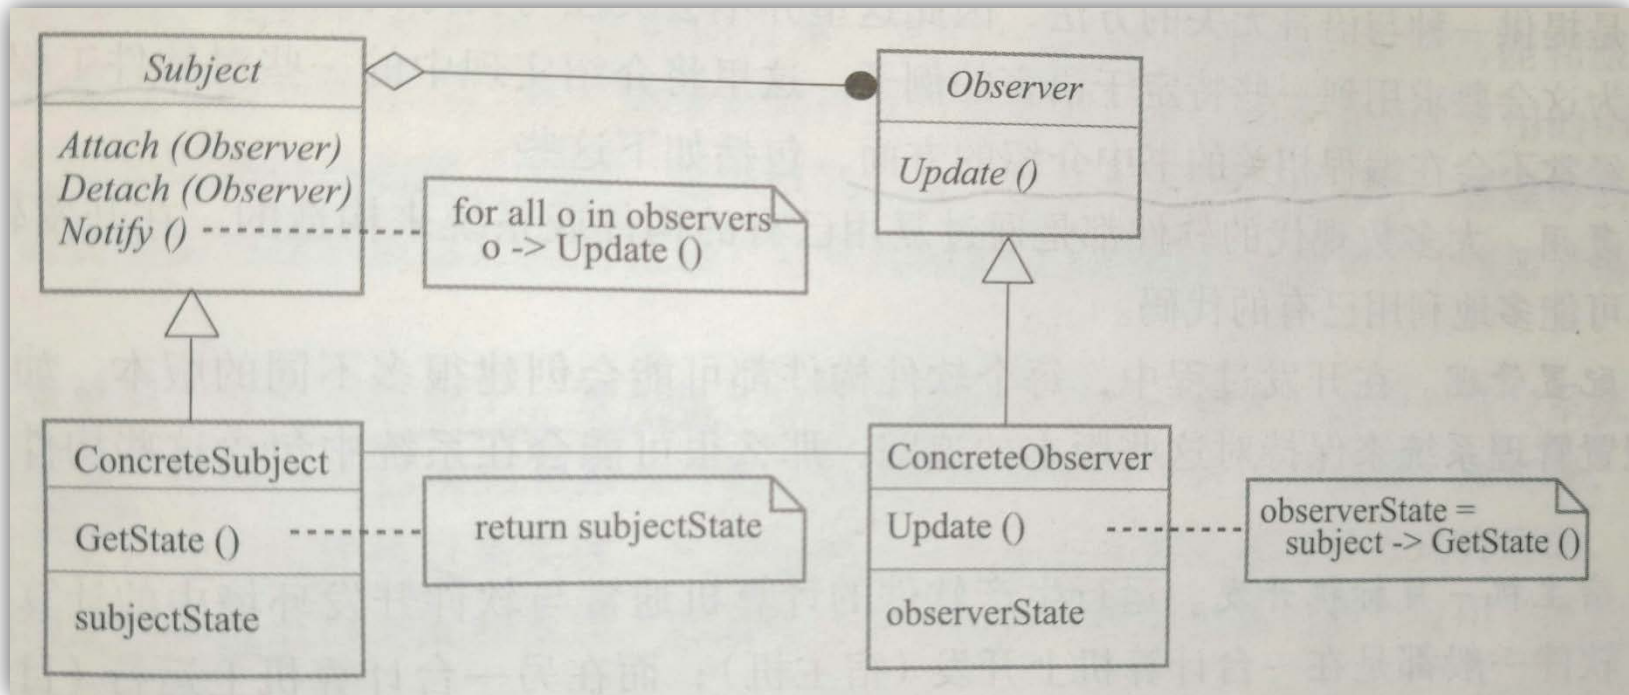 Subject
Attach (Observer)
Detach (Observer)
Notify ()
for all o in observers
o -> Update ()
Observer
Update ()
ConcreteSubject
GetState ()
subjectState
return subjectState
ConcreteObserver
Update ()
observerState
observerState =
subject -> GetState ()